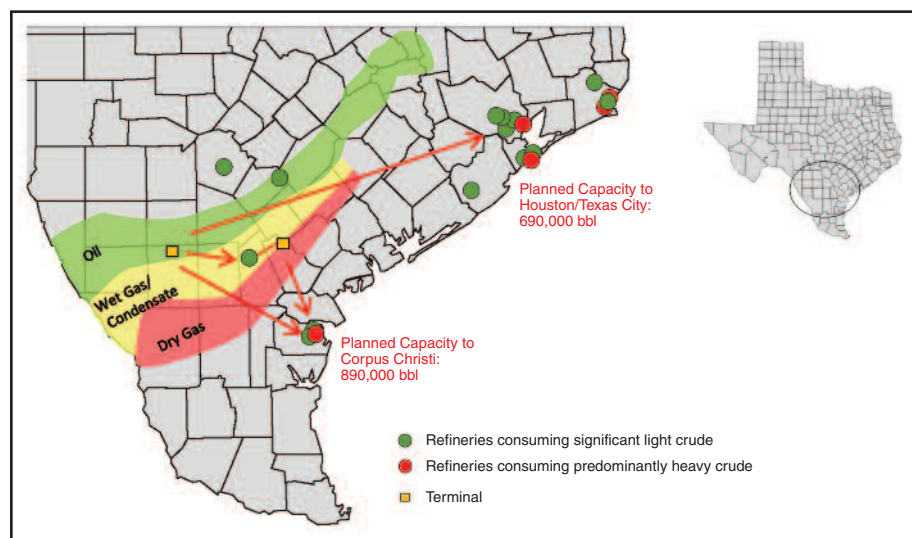 Oil
Wet Gas/
Condensate
Dry Gas
Planned Capacity to
Houston/Texas City:
690,000 bbl
Planned Capacity to
Corpus Christi:
890,000 bbl
Refineries consuming significant light crude
Refineries consuming predominantly heavy crude
Terminal